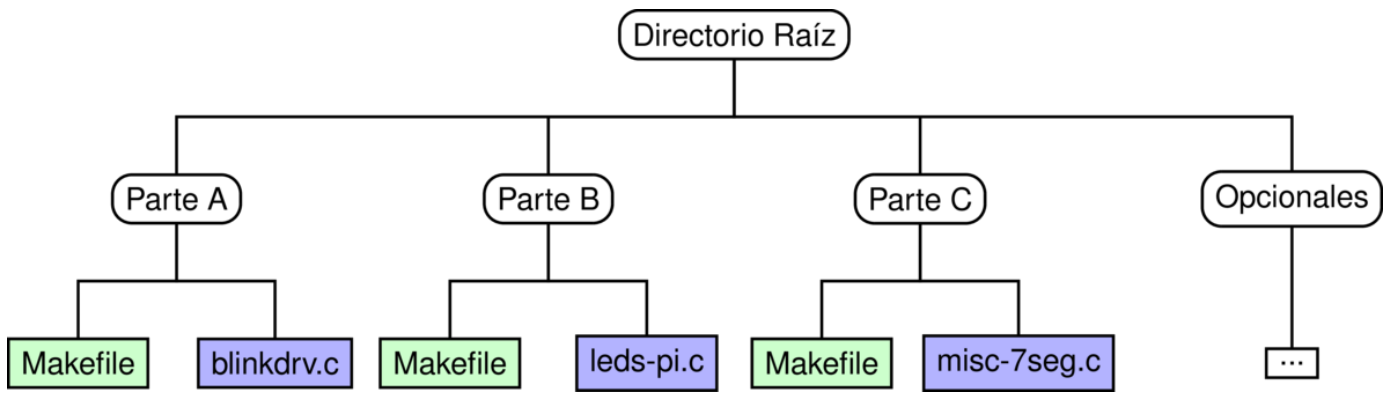 Directorio Raíz
Parte A
Parte B
Parte C
Opcionales
Makefile
blinkdrv.c
Makefile
leds-pi.c
Makefile
misc-7seg.c
...